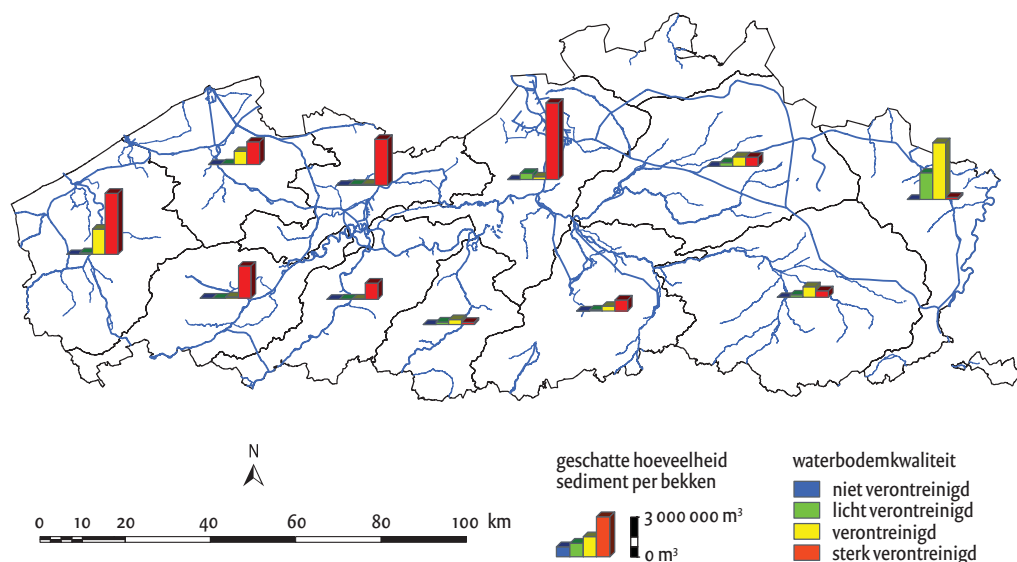 N
0 10 20 40 60 80 100 km
geschatte hoeveelheid
sediment per bekken
3 000 000 m³
0 m³
waterbodemkwaliteit
niet verontreinigd
licht verontreinigd
verontreinigd
sterk verontreinigd